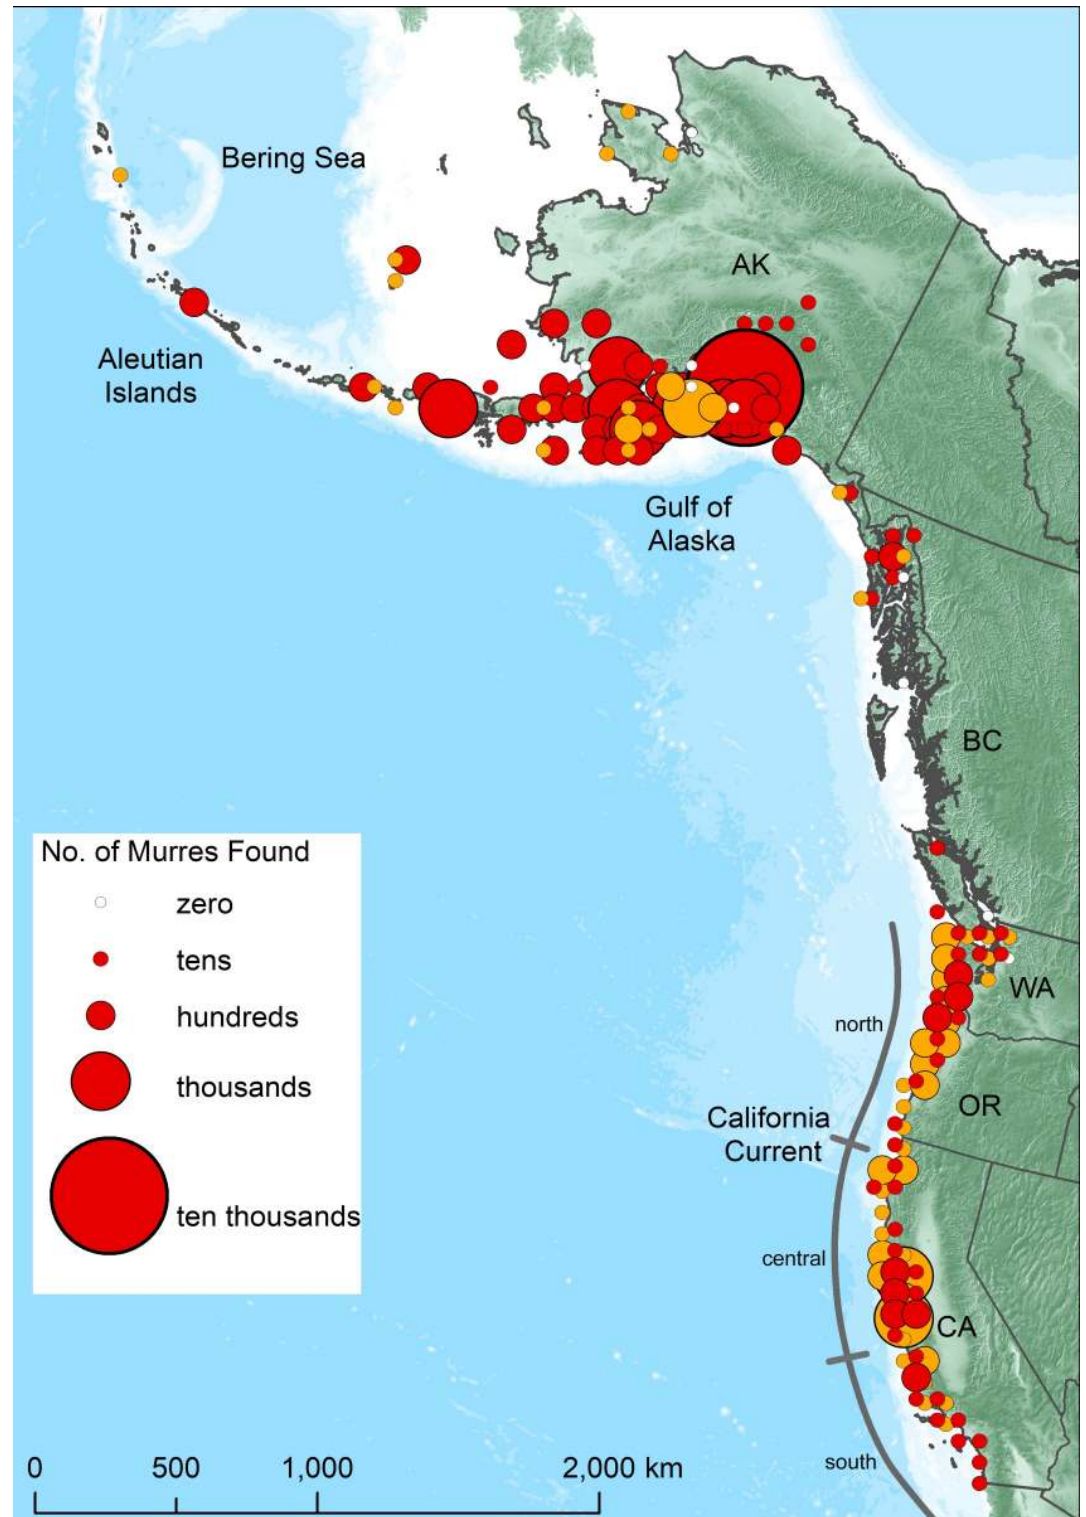 Bering Sea
AK
Aleutian
Islands
Gulf of
Alaska
BC
No. of Murres Found
zero
tens
hundreds
thousands
ten thousands
WA
north
OR
California
Current
central
CA
south
0 500 1,000 2,000 km